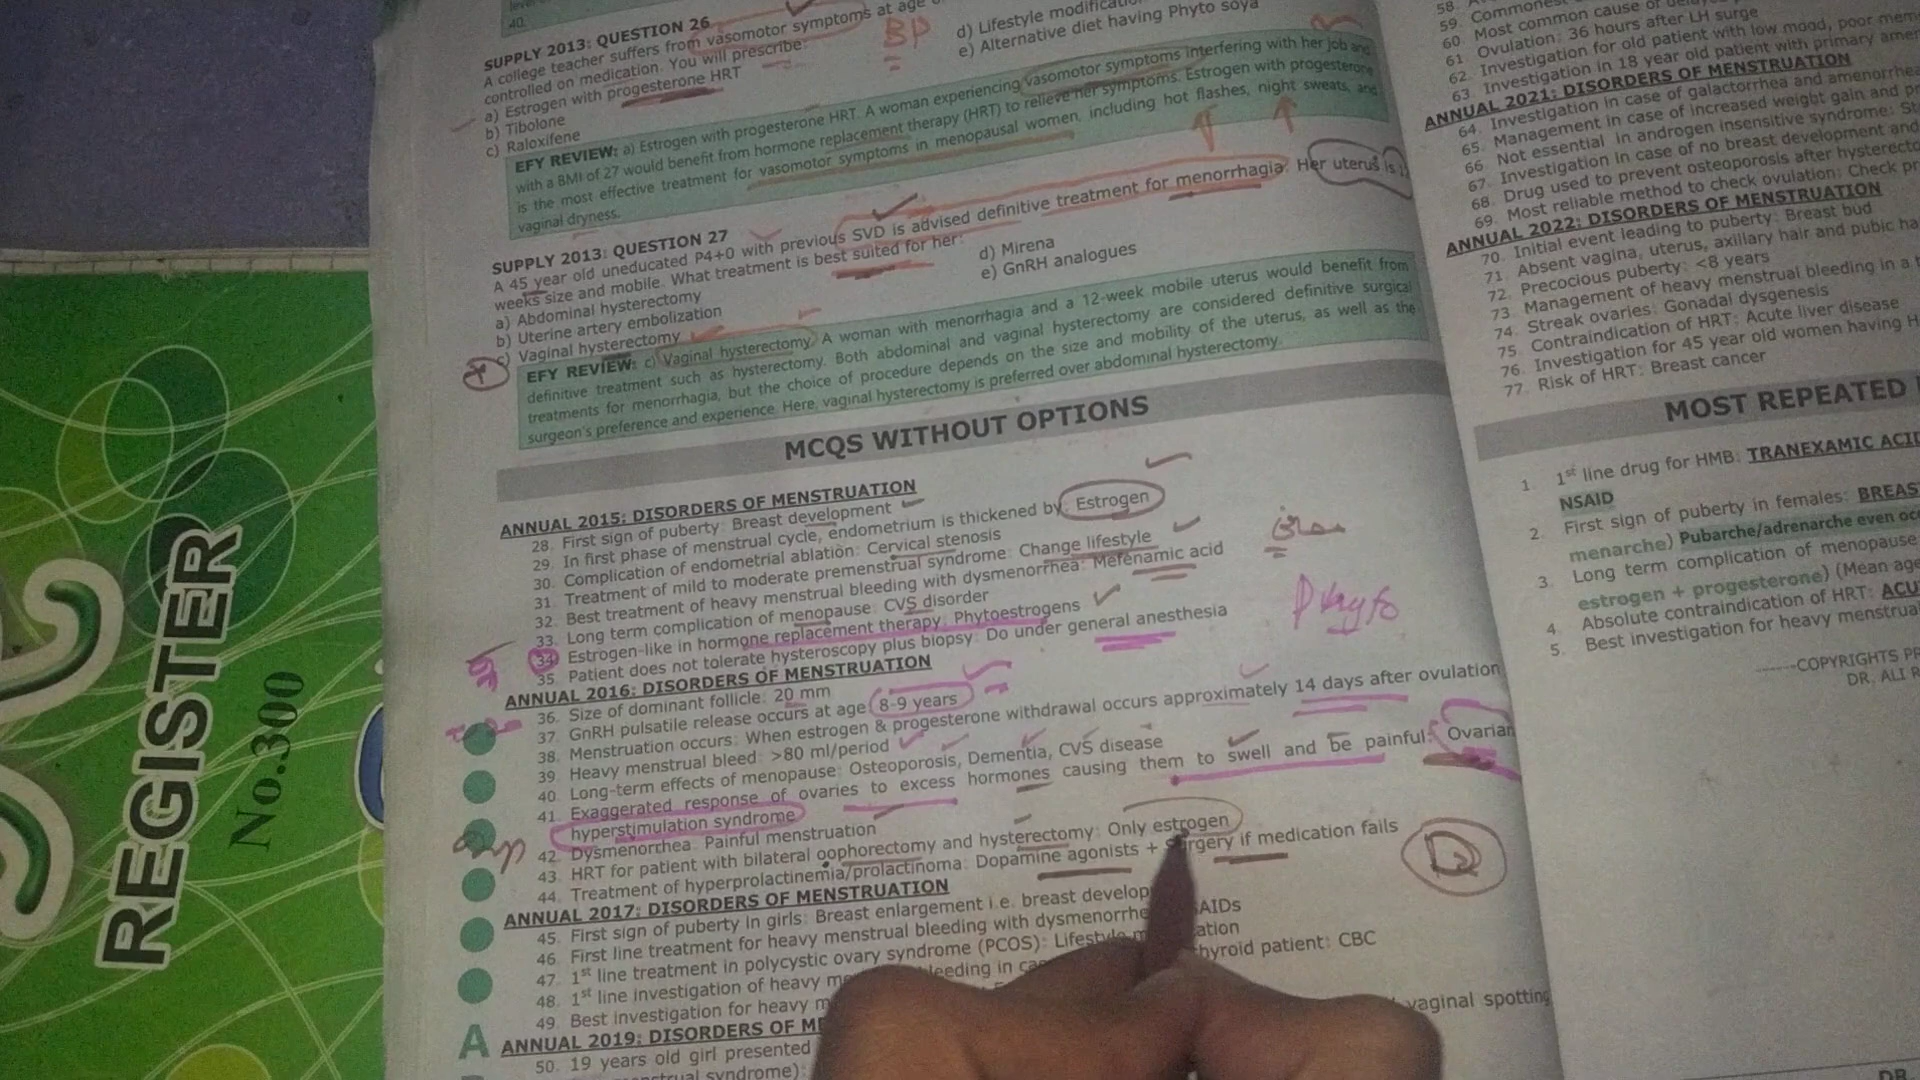 40.
SUPPLY 2013: QUESTION 26
A college teacher suffers from vasomotor symptoms at age
controlled on medication. You will prescribe:
a) Estrogen with progesterone HRT
b) Tibolone
c) Raloxifene
d) Lifestyle modification
e) Alternative diet having Phyto soya
BP
EFY REVIEW: a) Estrogen with progesterone HRT. A woman experiencing vasomotor symptoms interfering with her job and
with a BMI of 27 would benefit from hormone replacement therapy (HRT) to relieve her symptoms. Estrogen with progesterone
is the most effective treatment for vasomotor symptoms in menopausal women, including hot flashes, night sweats, and
vaginal dryness.
SUPPLY 2013: QUESTION 27
A 45 year old uneducated P4+0 with previous SVD is advised definitive treatment for menorrhagia. Her uterus is
weeks size and mobile. What treatment is best suited for her:
a) Abdominal hysterectomy
b) Uterine artery embolization
c) Vaginal hysterectomy
d) Mirena
e) GnRH analogues
EFY REVIEW: c) Vaginal hysterectomy. A woman with menorrhagia and a 12-week mobile uterus would benefit from
definitive treatment such as hysterectomy. Both abdominal and vaginal hysterectomy are considered definitive surgical
treatments for menorrhagia, but the choice of procedure depends on the size and mobility of the uterus, as well as the
surgeon's preference and experience. Here, vaginal hysterectomy is preferred over abdominal hysterectomy.
MCQS WITHOUT OPTIONS
ANNUAL 2015: DISORDERS OF MENSTRUATION
28. First sign of puberty: Breast development
29. In first phase of menstrual cycle, endometrium is thickened by: Estrogen
30. Complication of endometrial ablation: Cervical stenosis
31. Treatment of mild to moderate premenstrual syndrome: Change lifestyle
32. Best treatment of heavy menstrual bleeding with dysmenorrhea: Mefenamic acid
33. Long term complication of menopause: CVS disorder
34. Estrogen-like in hormone replacement therapy: Phytoestrogens
35. Patient does not tolerate hysteroscopy plus biopsy: Do under general anesthesia
Phyto
ANNUAL 2016: DISORDERS OF MENSTRUATION
36. Size of dominant follicle: 20 mm
37. GnRH pulsatile release occurs at age 8-9 years
38. Menstruation occurs: When estrogen & progesterone withdrawal occurs approximately 14 days after ovulation
39. Heavy menstrual bleed: >80 ml/period
40. Long-term effects of menopause: Osteoporosis, Dementia, CVS disease
41. Exaggerated response of ovaries to excess hormones causing them to swell and be painful: Ovarian
hyperstimulation syndrome
42. Dysmenorrhea: Painful menstruation
43. HRT for patient with bilateral oophorectomy and hysterectomy: Only estrogen
44. Treatment of hyperprolactinemia/prolactinoma: Dopamine agonists + surgery if medication fails
ANNUAL 2017: DISORDERS OF MENSTRUATION
45. First sign of puberty in girls: Breast enlargement i.e. breast develop
46. First line treatment for heavy menstrual bleeding with dysmenorrhe AIDs
47. 1st line treatment in polycystic ovary syndrome (PCOS): Lifestyle m ation
48. 1st line investigation of heavy me leeding in ca thyroid patient: CBC
49. Best investigation for heavy m
ANNUAL 2019: DISORDERS OF ME
50. 19 years old girl presented vaginal spotting
strual syndrome):
58.
59. Commones
60. Most common cause of
61. Ovulation: 36 hours after LH surge
62. Investigation for old patient with low mood, poor mem
63. Investigation in 18 year old patient with primary amen
ANNUAL 2021: DISORDERS OF MENSTRUATION
64. Investigation in case of galactorrhea and amenorrhea
65. Management in case of increased weight gain and
66. Not essential in androgen insensitive syndrome:
67. Investigation in case of no breast development and
68. Drug used to prevent osteoporosis after hysterecto
69. Most reliable method to check ovulation: Check pr
ANNUAL 2022: DISORDERS OF MENSTRUATION
70. Initial event leading to puberty: Breast bud
71. Absent vagina, uterus, axillary hair and pubic ha
72. Precocious puberty: <8 years
73. Management of heavy menstrual bleeding in a
74. Streak ovaries: Gonadal dysgenesis
75. Contraindication of HRT: Acute liver disease
76. Investigation for 45 year old women having H
77. Risk of HRT: Breast cancer
MOST REPEATED
1. 1st line drug for HMB: TRANEXAMIC ACID
NSAID
2. First sign of puberty in females: BREAS
menarche) Pubarche/adrenarche even oc
3. Long term complication of menopause
estrogen + progesterone) (Mean age
4. Absolute contraindication of HRT: ACU
5. Best investigation for heavy menstrua
-------COPYRIGHTS PR
DR. ALI R
DR.
REGISTER
No.300
A